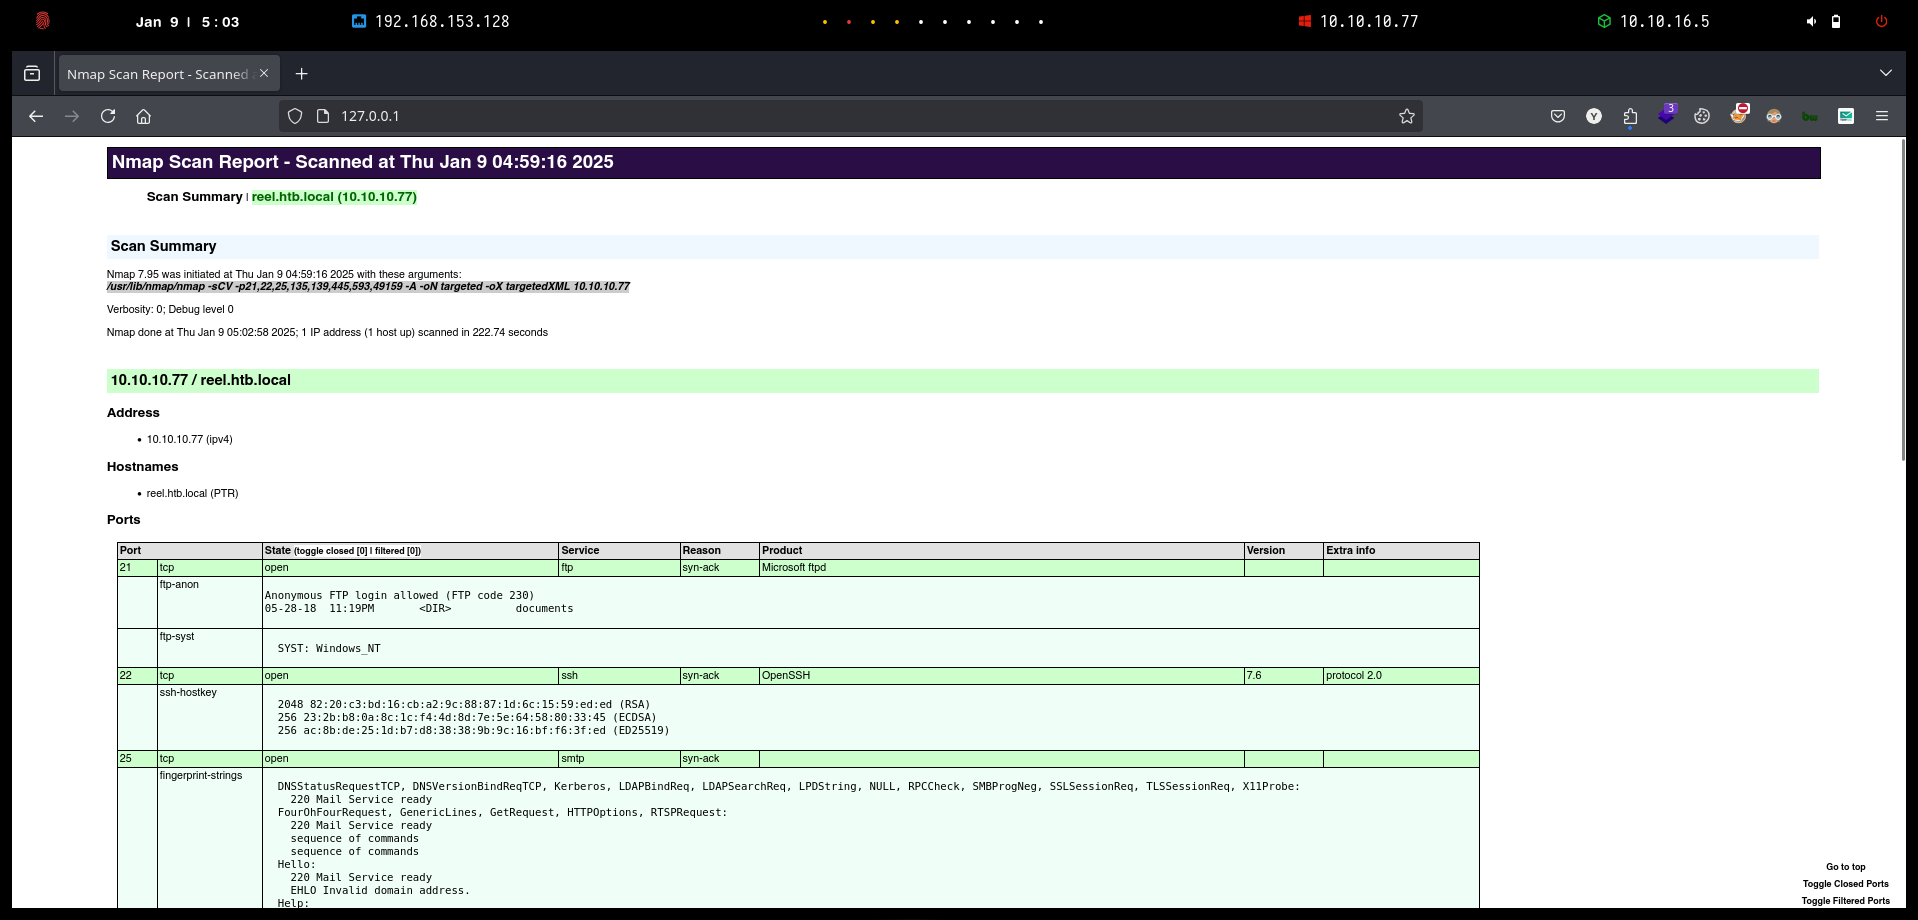 Jan 9 | 5:03 192.168.153.128 10.10.10.77 10.10.16.5
Nmap Scan Report - Scanned
127.0.0.1
Y 3 bw
Nmap Scan Report - Scanned at Thu Jan 9 04:59:16 2025
Scan Summary | reel.htb.local (10.10.10.77)
Scan Summary
Nmap 7.95 was initiated at Thu Jan 9 04:59:16 2025 with these arguments:
/usr/lib/nmap/nmap -sCV -p21,22,25,135,139,445,593,49159 -A -oN targeted -oX targetedXML 10.10.10.77
Verbosity: 0; Debug level 0
Nmap done at Thu Jan 9 05:02:58 2025; 1 IP address (1 host up) scanned in 222.74 seconds
10.10.10.77 / reel.htb.local
Address
• 10.10.10.77 (ipv4)
Hostnames
• reel.htb.local (PTR)
Ports
Port State (toggle closed [0] | filtered [0]) Service Reason Product Version Extra info
21 tcp open ftp syn-ack Microsoft ftpd
ftp-anon
Anonymous FTP login allowed (FTP code 230)
05-28-18 11:19PM <DIR> documents
ftp-syst
SYST: Windows_NT
22 tcp open ssh syn-ack OpenSSH 7.6 protocol 2.0
ssh-hostkey
2048 82:20:c3:bd:16:cb:a2:9c:88:87:1d:6c:15:59:ed:ed (RSA)
256 23:2b:b8:0a:8c:1c:f4:4d:8d:7e:5e:64:58:80:33:45 (ECDSA)
256 ac:8b:de:25:1d:b7:d8:38:38:9b:9c:16:bf:f6:3f:ed (ED25519)
25 tcp open smtp syn-ack
fingerprint-strings
DNSStatusRequestTCP, DNSVersionBindReqTCP, Kerberos, LDAPBindReq, LDAPSearchReq, LPDString, NULL, RPCCheck, SMBProgNeg, SSLSessionReq, TLSSessionReq, X11Probe:
220 Mail Service ready
FourOhFourRequest, GenericLines, GetRequest, HTTPOptions, RTSPRequest:
220 Mail Service ready
sequence of commands
sequence of commands
Hello:
220 Mail Service ready
EHLO Invalid domain address.
Help:
Go to top
Toggle Closed Ports
Toggle Filtered Ports